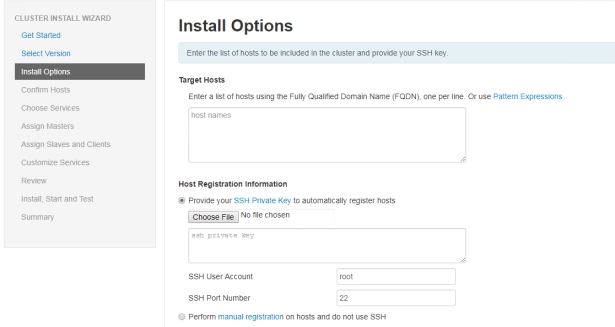 CLUSTER INSTALL WIZARD
Get Started
Select Version
Install Options
Confirm Hosts
Choose Services
Assign Masters
Assign Slaves and Clients
Customize Services
Review
Install, Start and Test
Summary
Install Options
Enter the list of hosts to be included in the cluster and provide your SSH key.
Target Hosts
Enter a list of hosts using the Fully Qualified Domain Name (FQDN), one per line. Or use Pattern Expressions
host names
Host Registration Information
Provide your SSH Private Key to automatically register hosts
Choose File No file chosen
ssh private key
SSH User Account root
SSH Port Number 22
Perform manual registration on hosts and do not use SSH